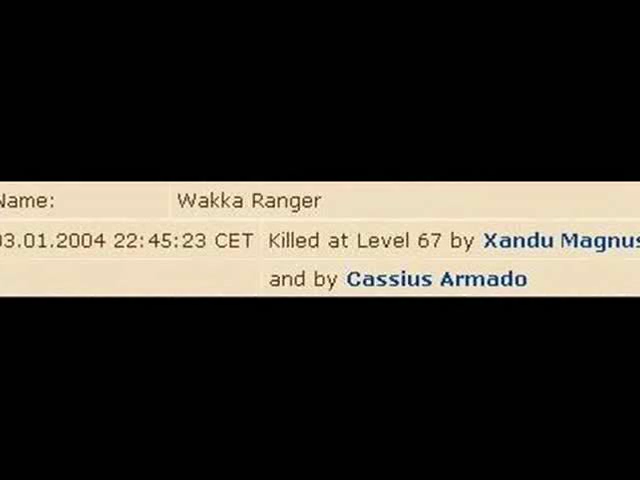 Name: Wakka Ranger
03.01.2004 22:45:23 CET Killed at Level 67 by Xandu Magnus
and by Cassius Armado